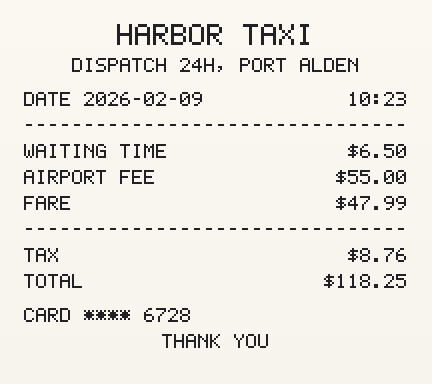 HARBOR TAXI
DISPATCH 24H, PORT ALDEN
DATE 2026-02-09 10:23
--------------------------------
WAITING TIME $6.50
AIRPORT FEE $55.00
FARE $47.99
--------------------------------
TAX $8.76
TOTAL $118.25
CARD **** 6728
THANK YOU